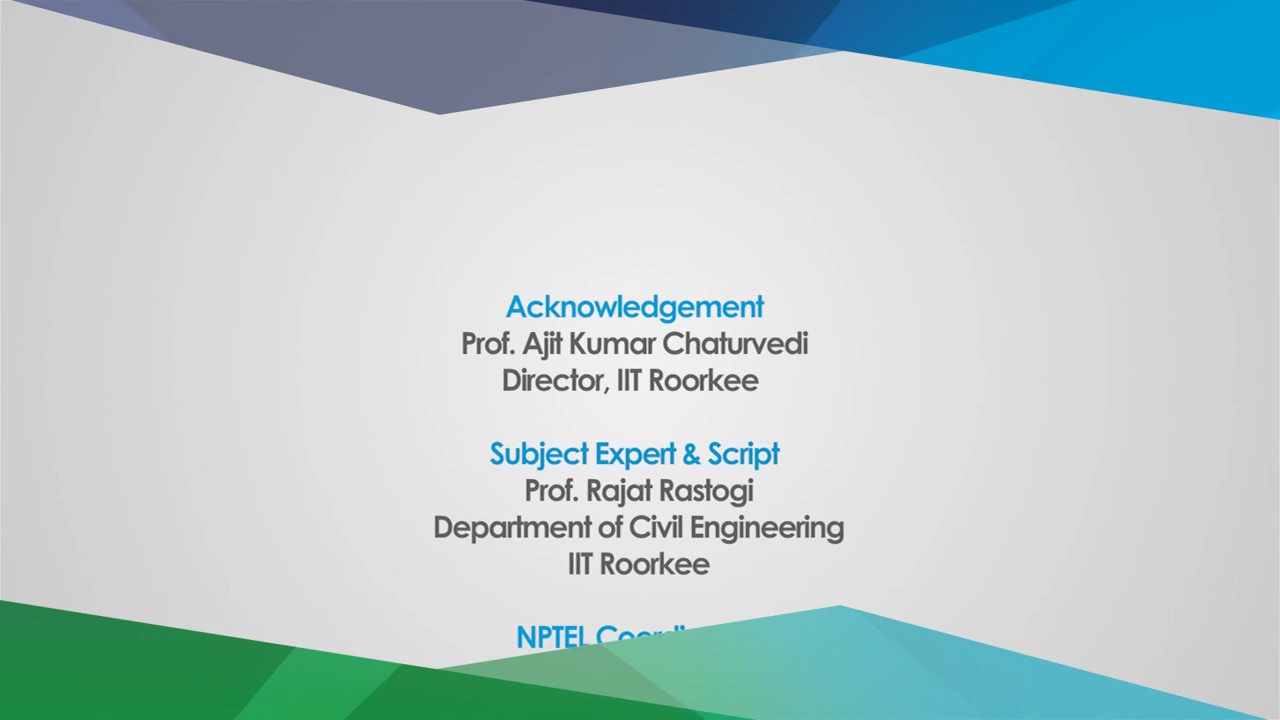 Acknowledgement
Prof. Ajit Kumar Chaturvedi
Director, IIT Roorkee
Subject Expert & Script
Prof. Rajat Rastogi
Department of Civil Engineering
IIT Roorkee
NPTEL